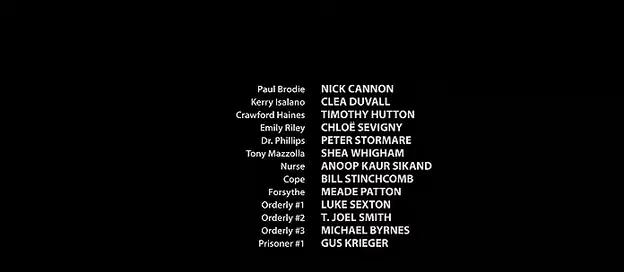 Paul Brodie NICK CANNON
Kerry Isalano CLEA DUVALL
Crawford Haines TIMOTHY HUTTON
Emily Riley CHLOË SEVIGNY
Dr. Phillips PETER STORMARE
Tony Mazzolla SHEA WHIGHAM
Nurse ANOOP KAUR SIKAND
Cope BILL STINCHCOMB
Forsythe MEADE PATTON
Orderly #1 LUKE SEXTON
Orderly #2 T. JOEL SMITH
Orderly #3 MICHAEL BYRNES
Prisoner #1 GUS KRIEGER